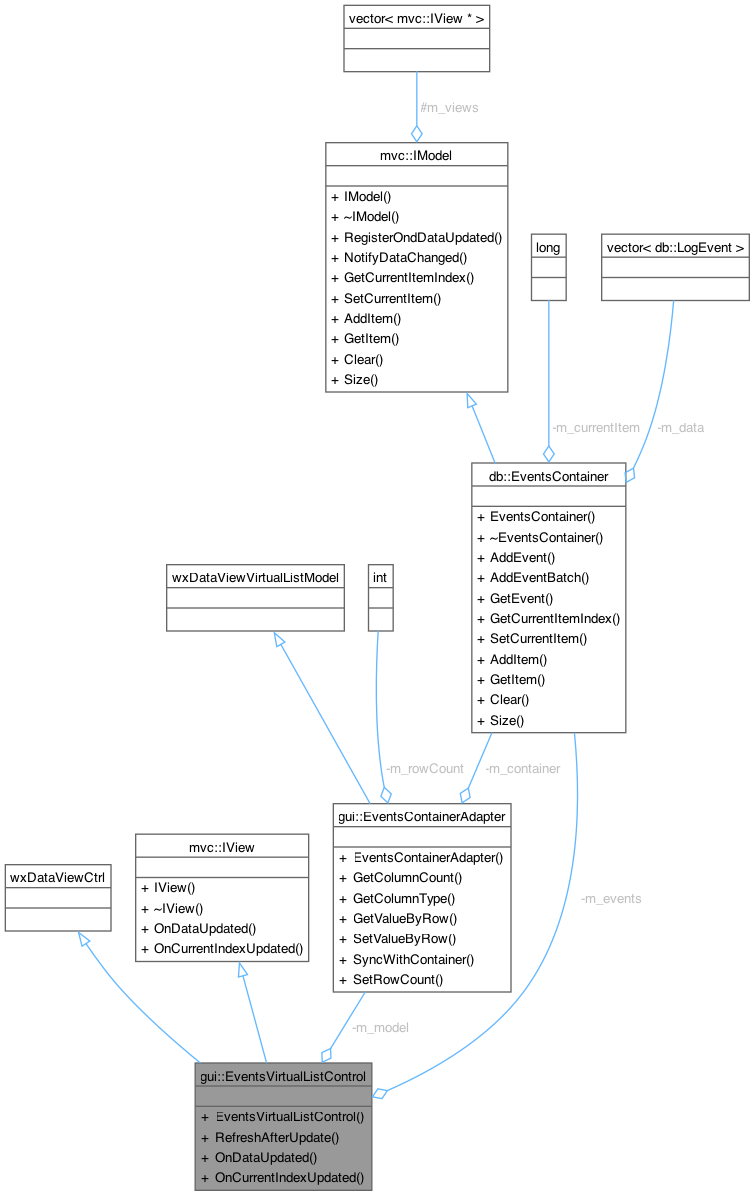 vector< mvc::IView * >
#m_views
mvc::IModel
+ IModel()
+ ~IModel()
+ RegisterOndDataUpdated()
+ NotifyDataChanged()
+ GetCurrentItemIndex()
+ SetCurrentItem()
+ AddItem()
+ GetItem()
+ Clear()
+ Size()
long
vector< db::LogEvent >
-m_currentItem
-m_data
db::EventsContainer
+ EventsContainer()
+ ~EventsContainer()
+ AddEvent()
+ AddEventBatch()
+ GetEvent()
+ GetCurrentItemIndex()
+ SetCurrentItem()
+ AddItem()
+ GetItem()
+ Clear()
+ Size()
wxDataViewVirtualListModel
int
-m_rowCount
-m_container
gui::EventsContainerAdapter
+ EventsContainerAdapter()
+ GetColumnCount()
+ GetColumnType()
+ GetValueByRow()
+ SetValueByRow()
+ SyncWithContainer()
+ SetRowCount()
mvc::IView
+ IView()
+ ~IView()
+ OnDataUpdated()
+ OnCurrentIndexUpdated()
wxDataViewCtrl
-m_events
-m_model
gui::EventsVirtualListControl
+ EventsVirtualListControl()
+ RefreshAfterUpdate()
+ OnDataUpdated()
+ OnCurrentIndexUpdated()